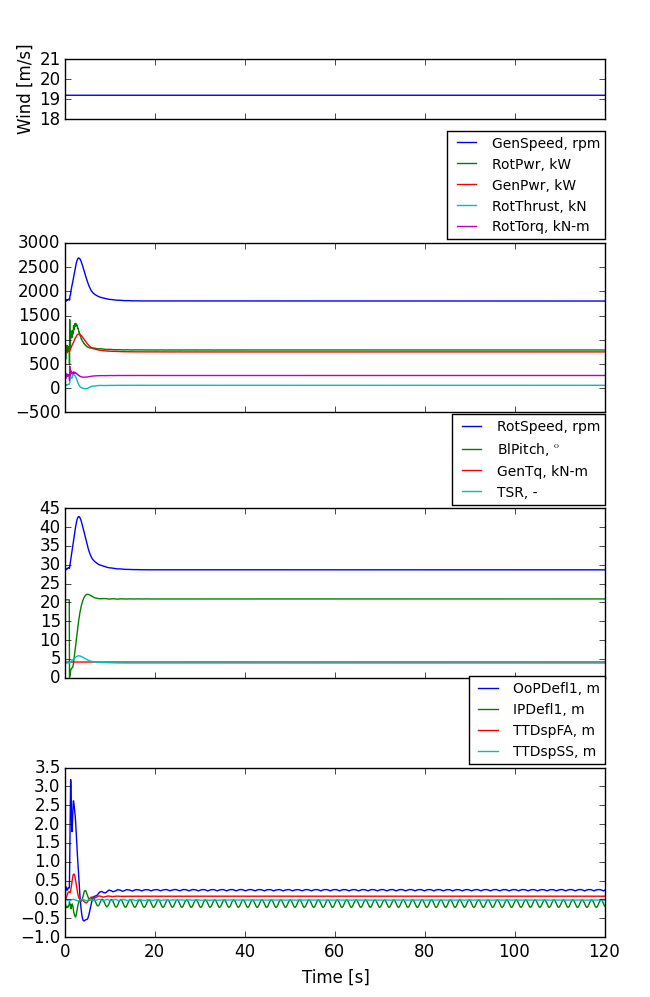 Wind [m/s]
21
20
19
18
GenSpeed, rpm
RotPwr, kW
GenPwr, kW
RotThrust, kN
RotTorq, kN-m
3000
2500
2000
1500
1000
500
0
−500
RotSpeed, rpm
BlPitch, °
GenTq, kN-m
TSR, -
45
40
35
30
25
20
15
10
5
0
OoPDefl1, m
IPDefl1, m
TTDspFA, m
TTDspSS, m
3.5
3.0
2.5
2.0
1.5
1.0
0.5
0.0
−0.5
−1.0
0 20 40 60 80 100 120
Time [s]